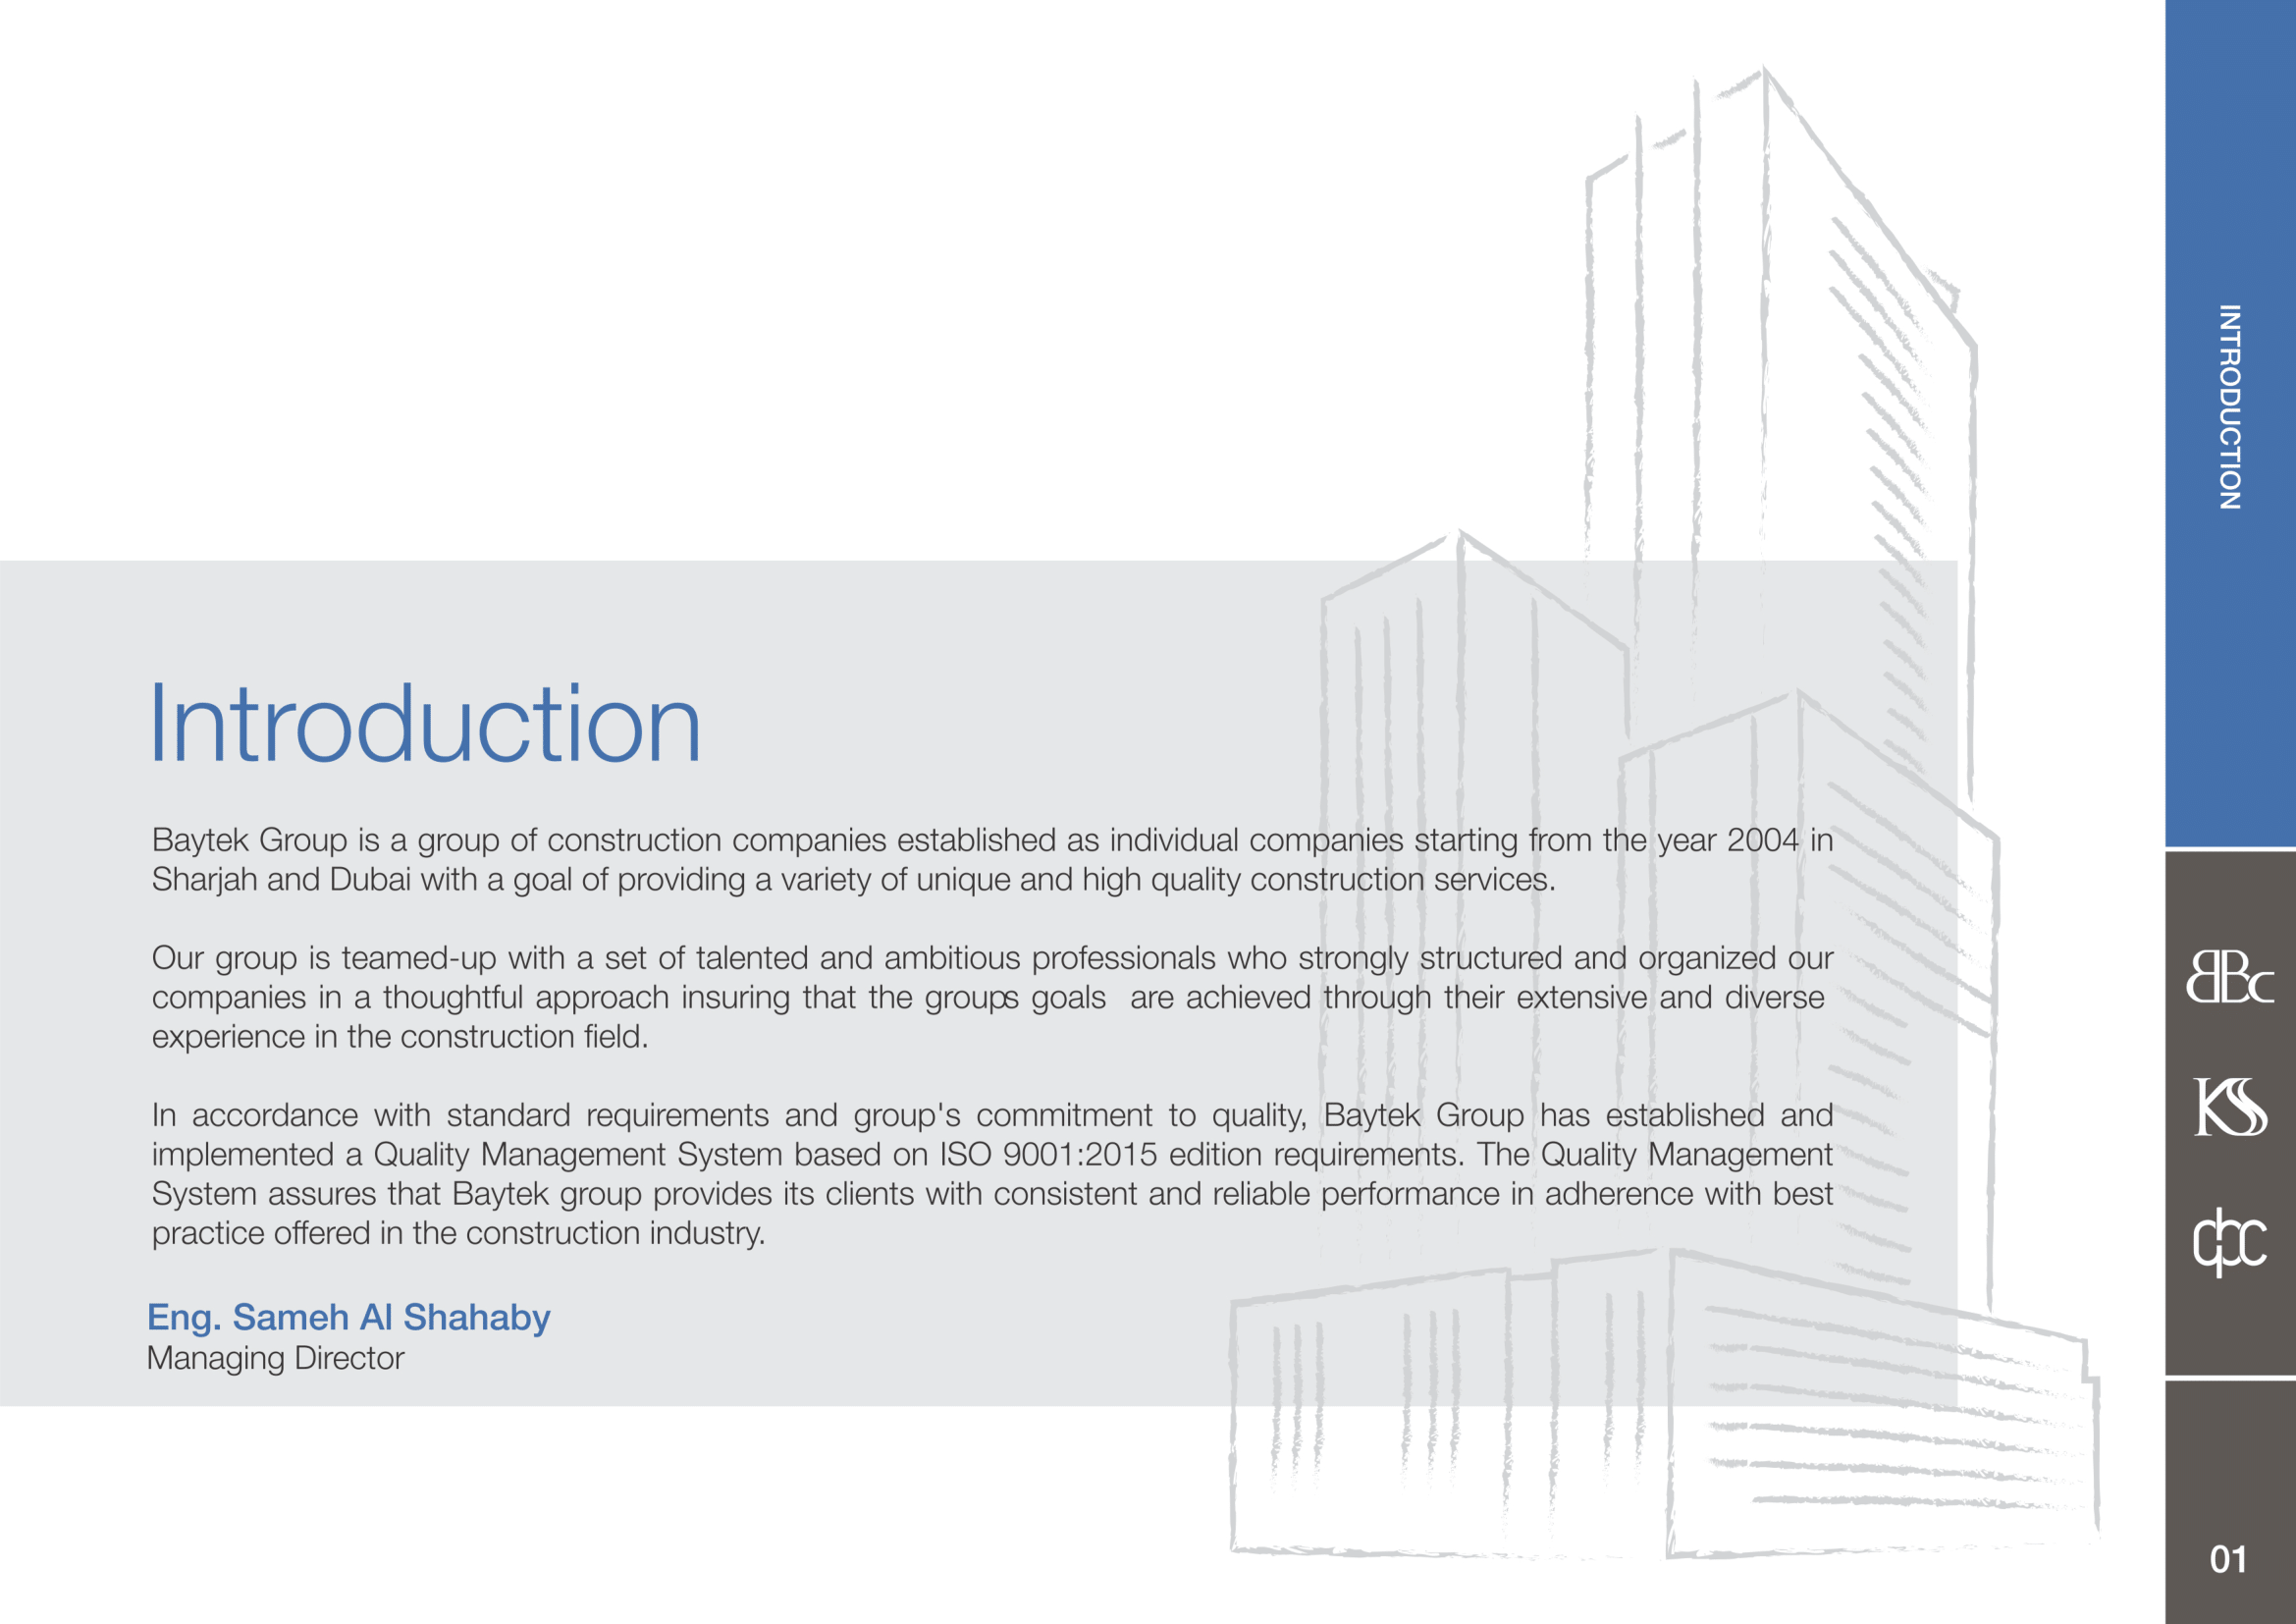 Introduction
Baytek Group is a group of construction companies established as individual companies starting from the year 2004 in
Sharjah and Dubai with a goal of providing a variety of unique and high quality construction services.
Our group is teamed-up with a set of talented and ambitious professionals who strongly structured and organized our
companies in a thoughtful approach insuring that the groups goals are achieved through their extensive and diverse
experience in the construction field.
In accordance with standard requirements and group's commitment to quality, Baytek Group has established and
implemented a Quality Management System based on ISO 9001:2015 edition requirements. The Quality Management
System assures that Baytek group provides its clients with consistent and reliable performance in adherence with best
practice offered in the construction industry.
Eng. Sameh Al Shahaby
Managing Director
INTRODUCTION
BBC
KS
01